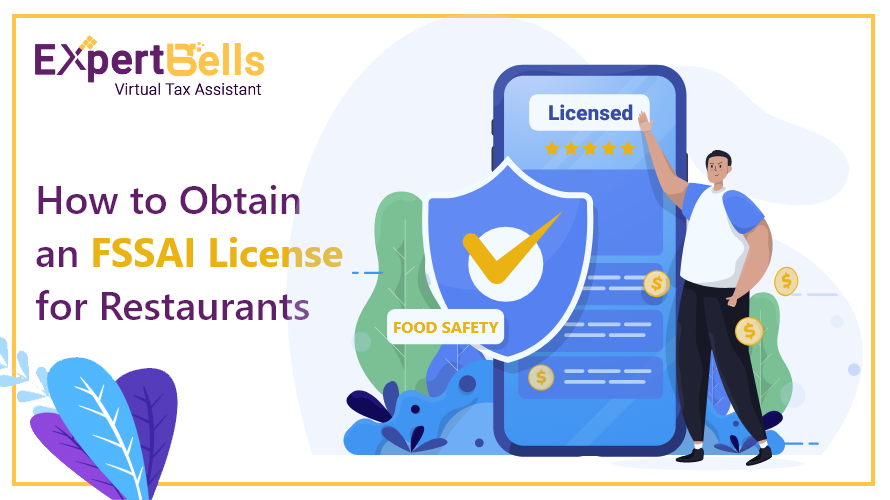 ExpertBells
Virtual Tax Assistant
How to Obtain
an FSSAI License
for Restaurants
Licensed
FOOD SAFETY
$
$
$
$